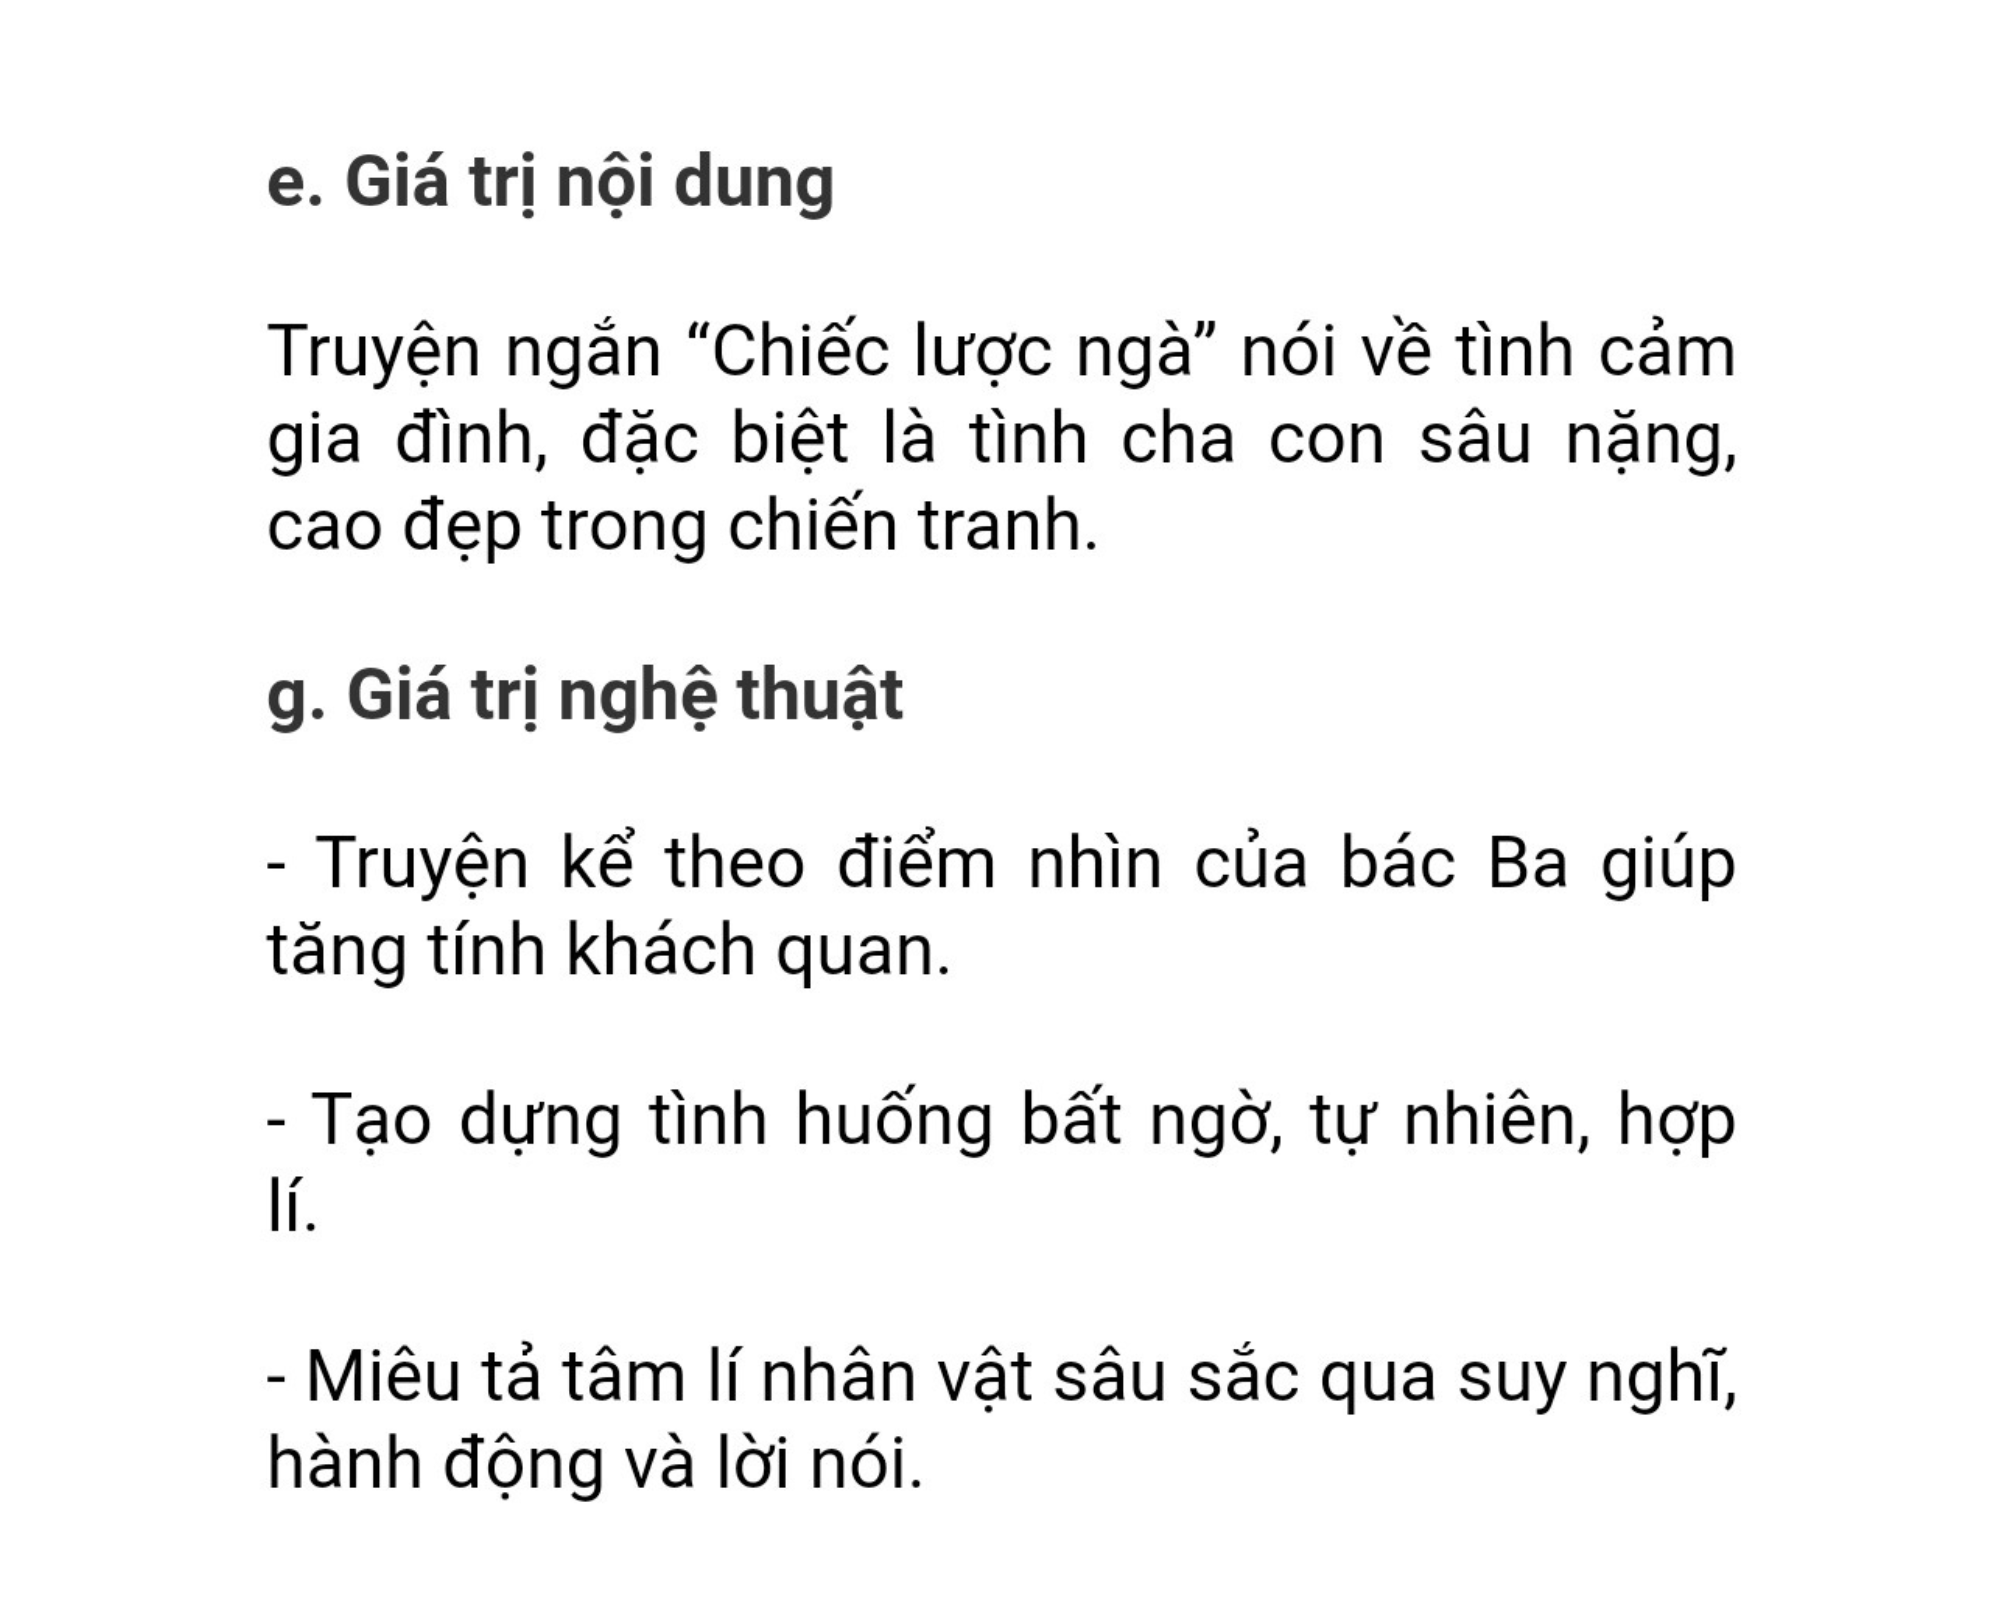 e. Giá trị nội dung
Truyện ngắn “Chiếc lược ngà” nói về tình cảm
gia đình, đặc biệt là tình cha con sâu nặng,
cao đẹp trong chiến tranh.
g. Giá trị nghệ thuật
- Truyện kể theo điểm nhìn của bác Ba giúp
tăng tính khách quan.
- Tạo dựng tình huống bất ngờ, tự nhiên, hợp
lí.
- Miêu tả tâm lí nhân vật sâu sắc qua suy nghĩ,
hành động và lời nói.